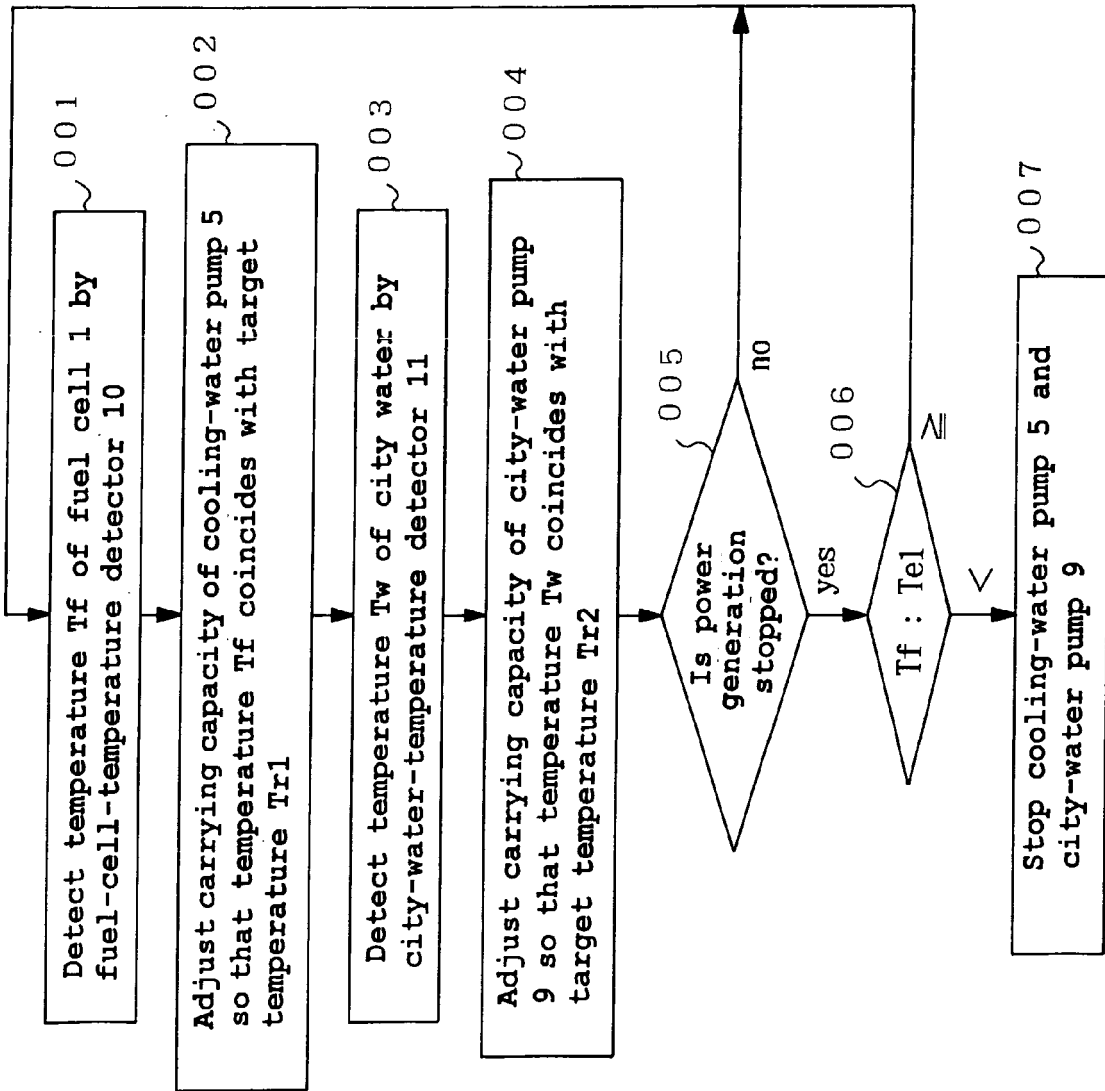 Detect temperature Tf of fuel cell 1 by
fuel-cell-temperature detector 10
001
Adjust carrying capacity of cooling-water pump 5
so that temperature Tf coincides with target
temperature Tr1
002
Detect temperature Tw of city water by
city-water-temperature detector 11
003
Adjust carrying capacity of city-water pump
9 so that temperature Tw coincides with
target temperature Tr2
004
Is power
generation
stopped?
005
no
yes
Tf : Te1
006
≧
<
Stop cooling-water pump 5 and
city-water pump 9
007